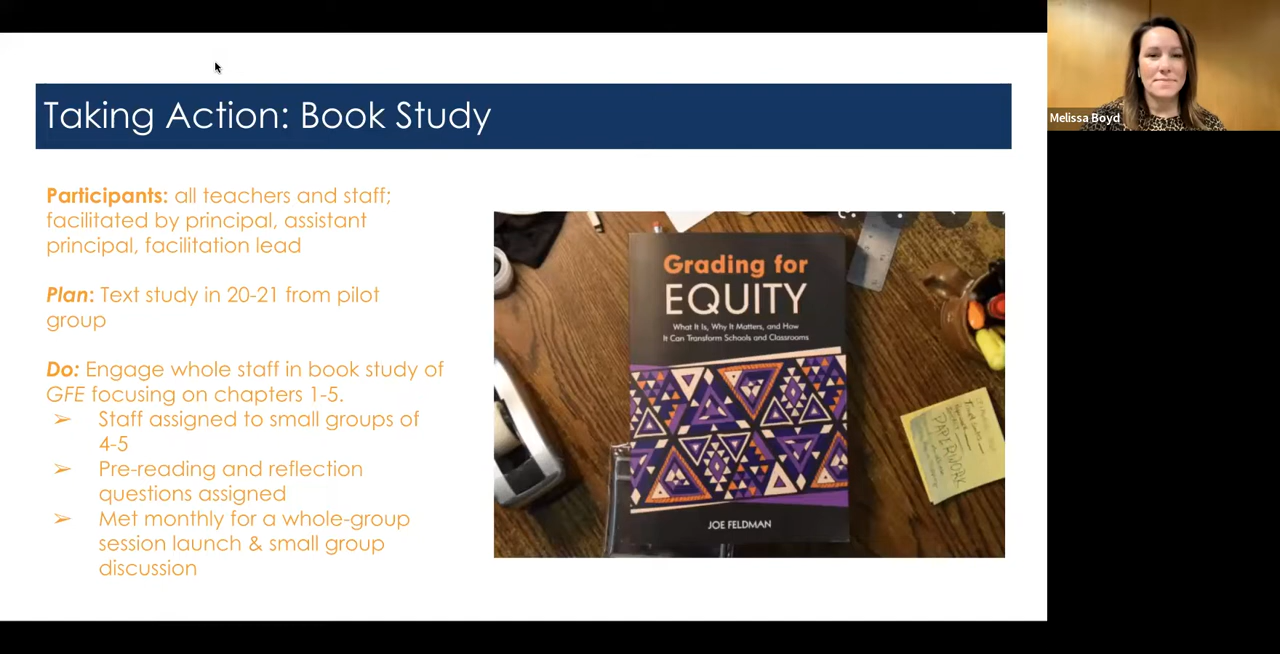 Taking Action: Book Study
Participants: all teachers and staff;
facilitated by principal, assistant
principal, facilitation lead
Plan: Text study in 20-21 from pilot
group
Do: Engage whole staff in book study of
GFE focusing on chapters 1-5.
➢ Staff assigned to small groups of
4-5
➢ Pre-reading and reflection
questions assigned
➢ Met monthly for a whole-group
session launch & small group
discussion
Grading for
EQUITY
What It Is, Why It Matters, and How
It Can Transform Schools and Classrooms
JOE FELDMAN
PAPERWORK
Melissa Boyd